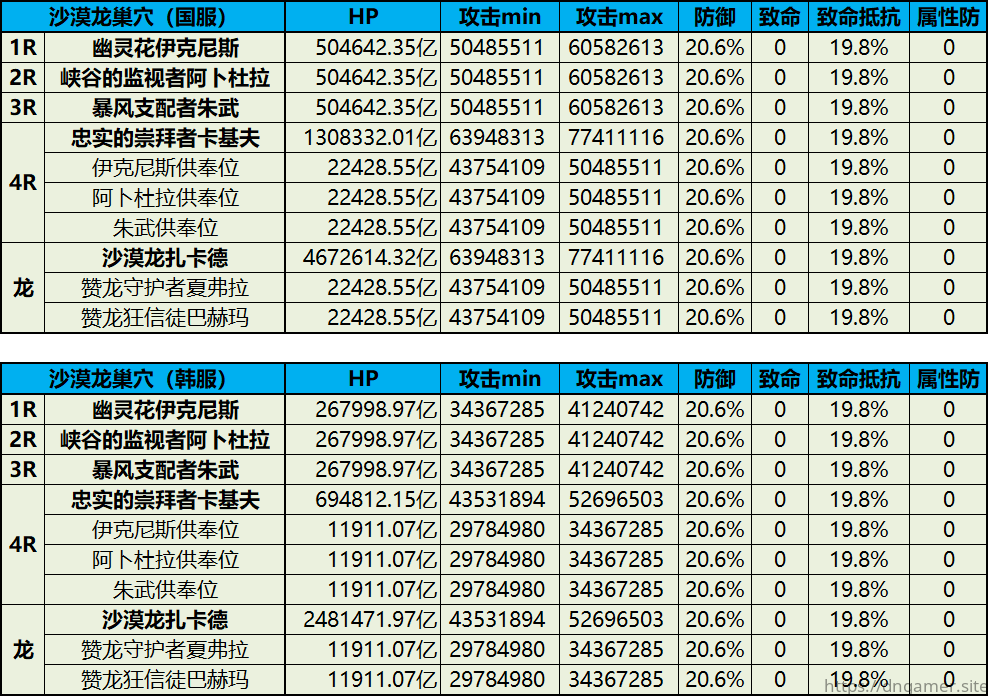 沙漠龙巢穴（国服） HP 攻击min 攻击max 防御 致命 致命抵抗 属性防
1R 幽灵花伊克尼斯 504642.35亿 50485511 60582613 20.6% 0 19.8% 0
2R 峡谷的监视者阿卜杜拉 504642.35亿 50485511 60582613 20.6% 0 19.8% 0
3R 暴风支配者朱武 504642.35亿 50485511 60582613 20.6% 0 19.8% 0
4R 忠实的崇拜者卡基夫 1308332.01亿 63948313 77411116 20.6% 0 19.8% 0
伊克尼斯供奉位 22428.55亿 43754109 50485511 20.6% 0 19.8% 0
阿卜杜拉供奉位 22428.55亿 43754109 50485511 20.6% 0 19.8% 0
朱武供奉位 22428.55亿 43754109 50485511 20.6% 0 19.8% 0
龙 沙漠龙扎卡德 4672614.32亿 63948313 77411116 20.6% 0 19.8% 0
赞龙守护者夏弗拉 22428.55亿 43754109 50485511 20.6% 0 19.8% 0
赞龙狂信徒巴赫玛 22428.55亿 43754109 50485511 20.6% 0 19.8% 0
沙漠龙巢穴（韩服） HP 攻击min 攻击max 防御 致命 致命抵抗 属性防
1R 幽灵花伊克尼斯 267998.97亿 34367285 41240742 20.6% 0 19.8% 0
2R 峡谷的监视者阿卜杜拉 267998.97亿 34367285 41240742 20.6% 0 19.8% 0
3R 暴风支配者朱武 267998.97亿 34367285 41240742 20.6% 0 19.8% 0
4R 忠实的崇拜者卡基夫 694812.15亿 43531894 52696503 20.6% 0 19.8% 0
伊克尼斯供奉位 11911.07亿 29784980 34367285 20.6% 0 19.8% 0
阿卜杜拉供奉位 11911.07亿 29784980 34367285 20.6% 0 19.8% 0
朱武供奉位 11911.07亿 29784980 34367285 20.6% 0 19.8% 0
龙 沙漠龙扎卡德 2481471.97亿 43531894 52696503 20.6% 0 19.8% 0
赞龙守护者夏弗拉 11911.07亿 29784980 34367285 20.6% 0 19.8% 0
赞龙狂信徒巴赫玛 11911.07亿 29784980 34367285 20.6% 0 19.8% 0
https://dngamer.site